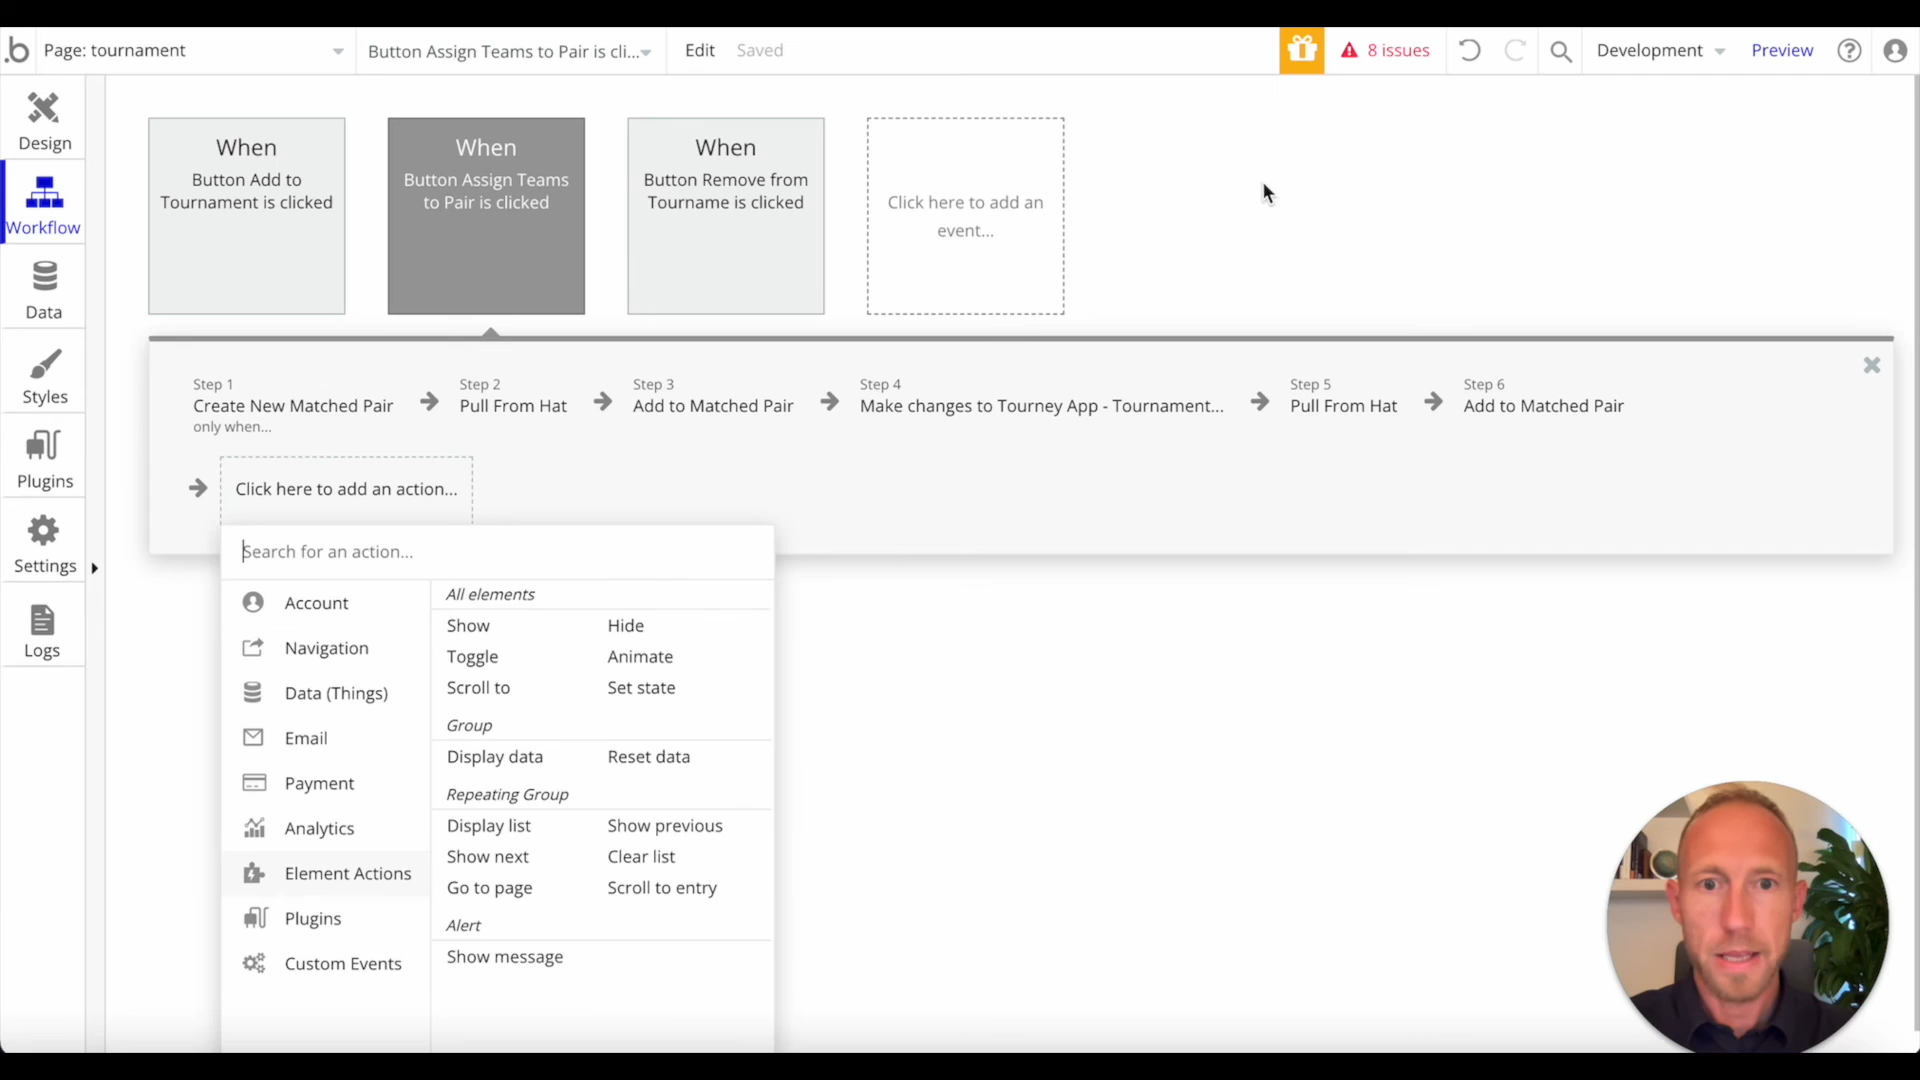 .b
Page: tournament
Button Assign Teams to Pair is cli...
Edit
Saved
8 issues
Development
Preview
?
Design
Workflow
Data
Styles
Plugins
Settings
Logs
When
Button Add to
Tournament is clicked
When
Button Assign Teams
to Pair is clicked
When
Button Remove from
Tourname is clicked
Click here to add an
event...
Step 1
Create New Matched Pair
only when...
Step 2
Pull From Hat
Step 3
Add to Matched Pair
Step 4
Make changes to Tourney App - Tournament...
Step 5
Pull From Hat
Step 6
Add to Matched Pair
Click here to add an action...
Search for an action...
Account
Navigation
Data (Things)
Email
Payment
Analytics
Element Actions
Plugins
Custom Events
All elements
Show Hide
Toggle Animate
Scroll to Set state
Group
Display data Reset data
Repeating Group
Display list Show previous
Show next Clear list
Go to page Scroll to entry
Alert
Show message